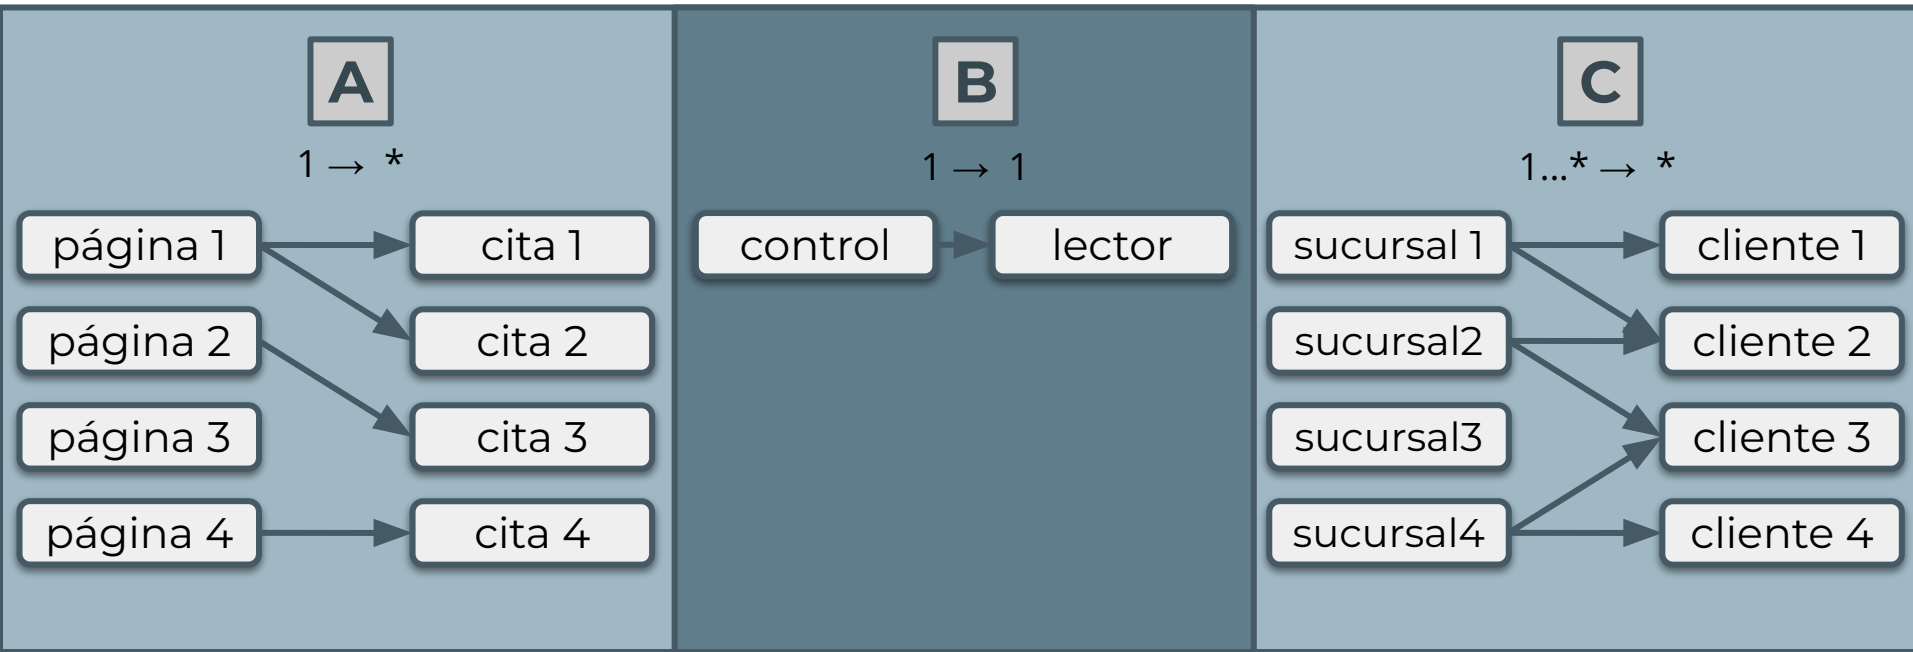 A
1 → *
página 1
cita 1
página 2
cita 2
página 3
cita 3
página 4
cita 4
B
1 → 1
control
lector
C
1...* → *
sucursal 1
cliente 1
sucursal2
cliente 2
sucursal3
cliente 3
sucursal4
cliente 4